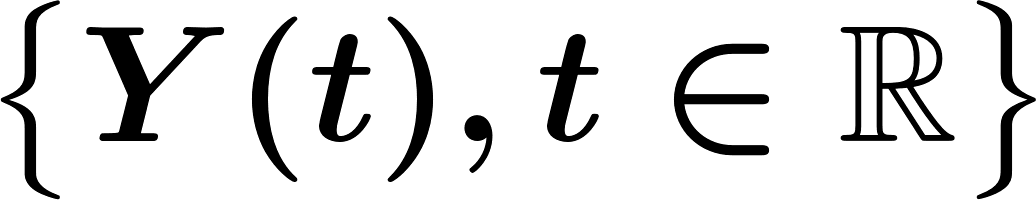 {Y(t), t ∈ ℝ}